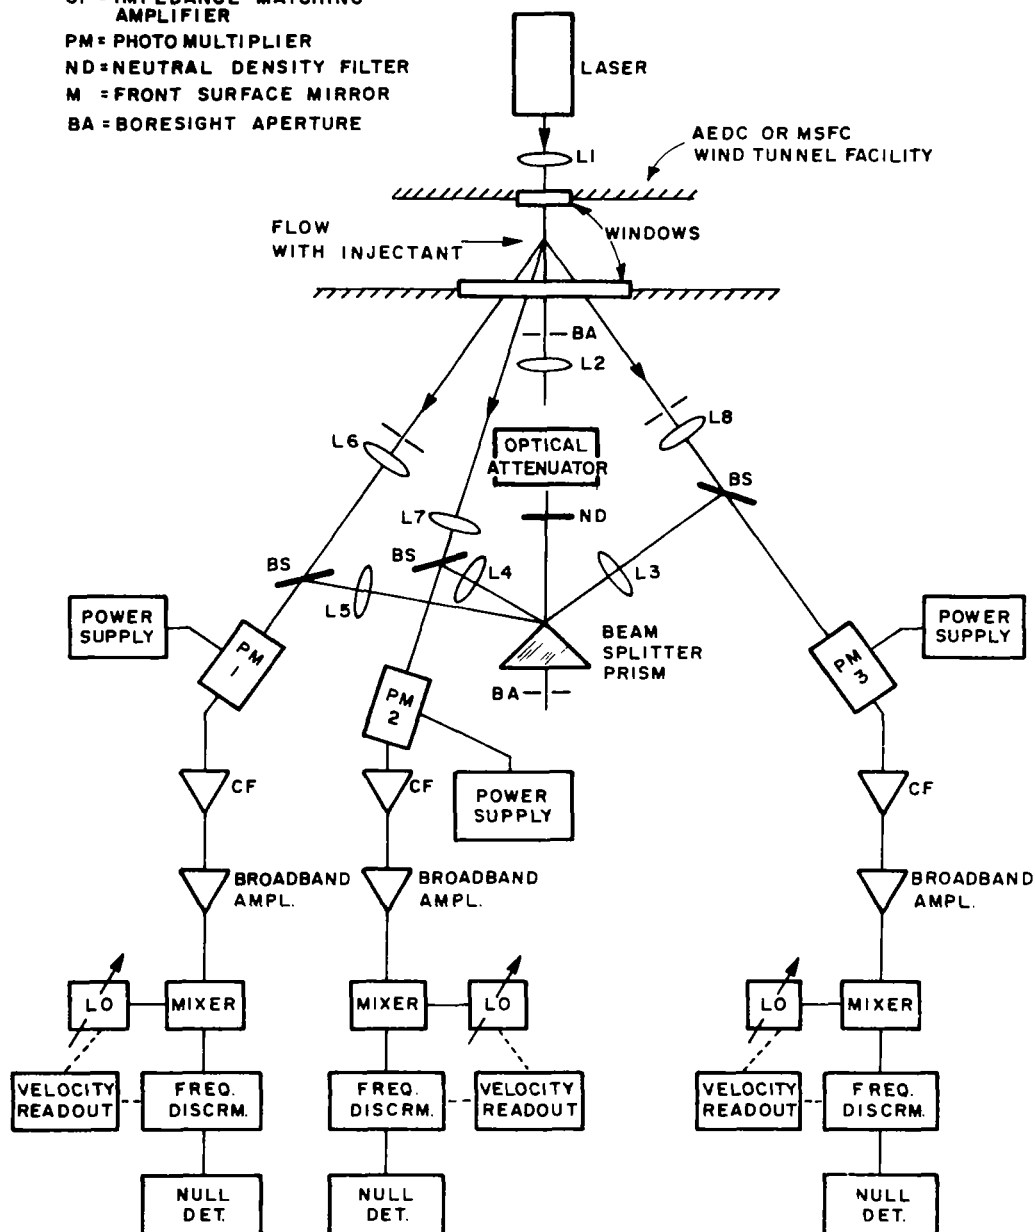 CF = IMPEDANCE MATCHING
AMPLIFIER
PM = PHOTOMULTIPLIER
ND = NEUTRAL DENSITY FILTER
M = FRONT SURFACE MIRROR
BA = BORESIGHT APERTURE
LASER
L1
AEDC OR MSFC
WIND TUNNEL FACILITY
FLOW
WITH INJECTANT
WINDOWS
BA
L2
L6
L8
OPTICAL
ATTENUATOR
BS
L7
ND
BS
BS
L4
L3
L5
POWER
SUPPLY
PM
1
BEAM
SPLITTER
PRISM
PM
3
POWER
SUPPLY
BA
PM
2
CF
CF
POWER
SUPPLY
CF
BROADBAND
AMPL.
BROADBAND
AMPL.
BROADBAND
AMPL.
LO
MIXER
MIXER
LO
LO
MIXER
VELOCITY
READOUT
FREQ.
DISCRM.
FREQ.
DISCRM.
VELOCITY
READOUT
VELOCITY
READOUT
FREQ.
DISCRM.
NULL
DET.
NULL
DET.
NULL
DET.